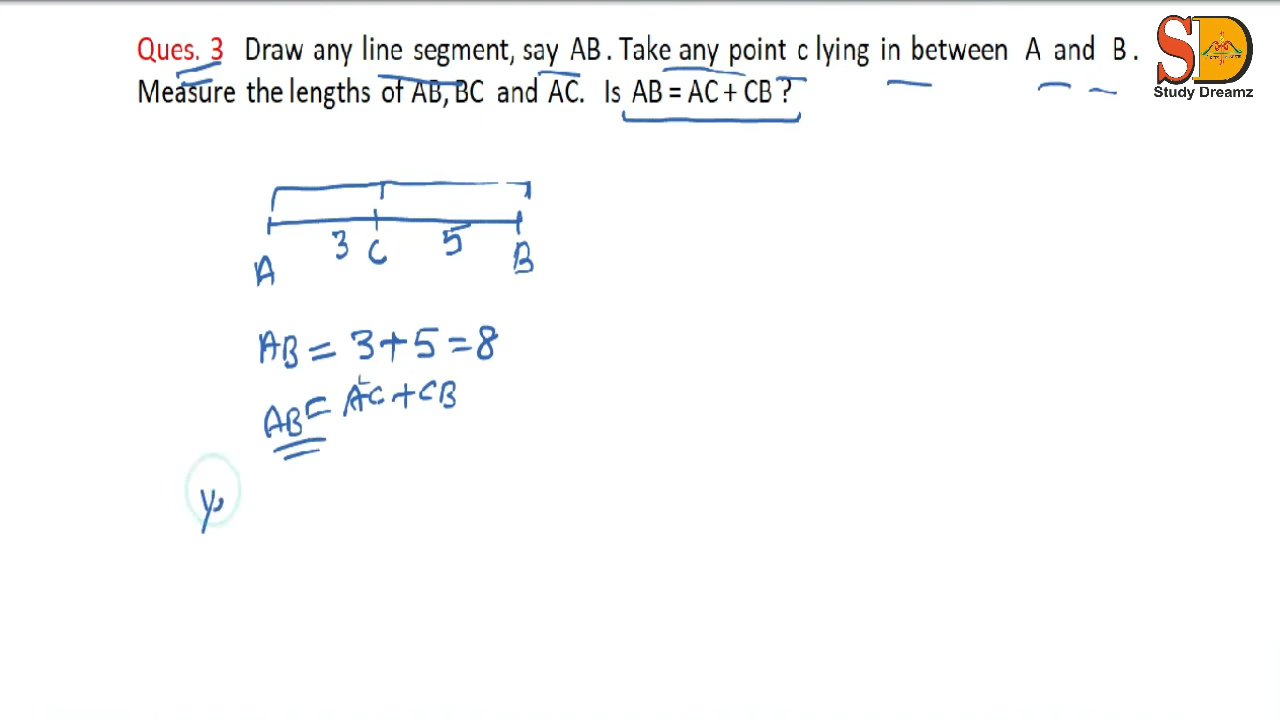 Ques. 3 Draw any line segment, say AB. Take any point c lying in between A and B.
Measure the lengths of AB, BC and AC. Is AB = AC + CB ?
SD
Study Dreamz
3 C 5
A B
AB = 3 + 5 = 8
AB = AC + CB